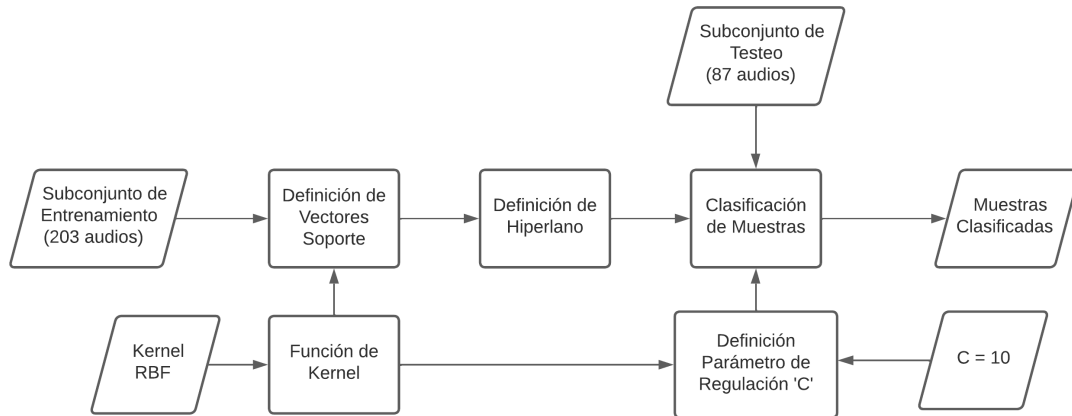 Subconjunto de
Testeo
(87 audios)
Subconjunto de
Entrenamiento
(203 audios)
Definición de
Vectores
Soporte
Definición de
Hiperlano
Clasificación
de Muestras
Muestras
Clasificadas
Kernel
RBF
Función de
Kernel
Definición
Parámetro de
Regulación 'C'
C = 10